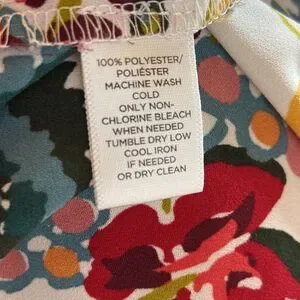 100% POLYESTER/
POLIÉSTER
MACHINE WASH
COLD
ONLY NON-
CHLORINE BLEACH
WHEN NEEDED
TUMBLE DRY LOW
COOL IRON
IF NEEDED
OR DRY CLEAN